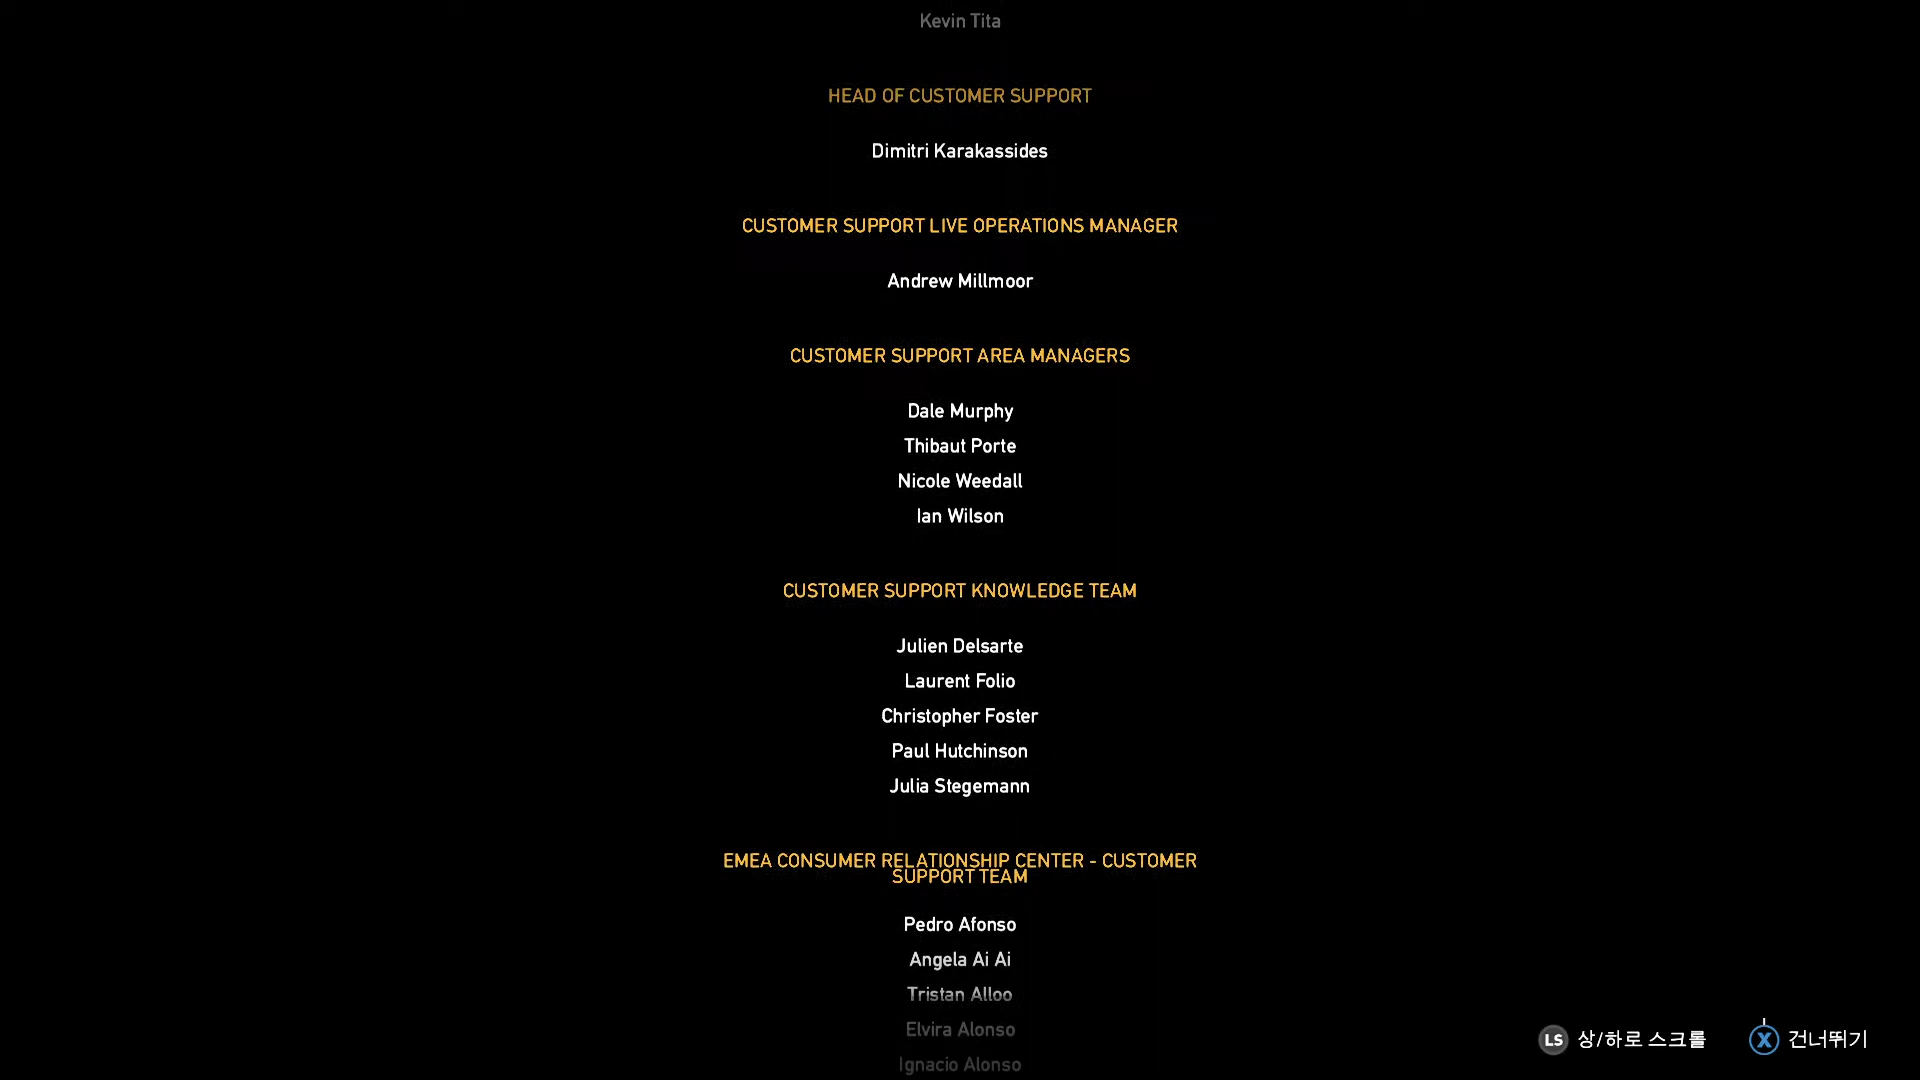 Kevin Tita
HEAD OF CUSTOMER SUPPORT
Dimitri Karakassides
CUSTOMER SUPPORT LIVE OPERATIONS MANAGER
Andrew Millmoor
CUSTOMER SUPPORT AREA MANAGERS
Dale Murphy
Thibaut Porte
Nicole Weedall
Ian Wilson
CUSTOMER SUPPORT KNOWLEDGE TEAM
Julien Delsarte
Laurent Folio
Christopher Foster
Paul Hutchinson
Julia Stegemann
EMEA CONSUMER RELATIONSHIP CENTER - CUSTOMER
SUPPORT TEAM
Pedro Afonso
Angela Ai Ai
Tristan Alloo
Elvira Alonso
Ignacio Alonso
LS 상/하로 스크롤 X 건너뛰기